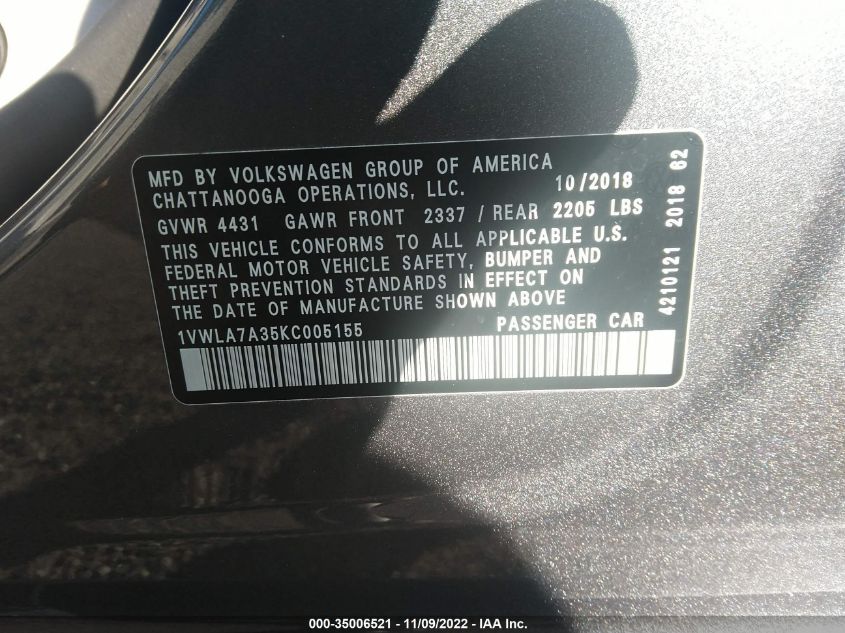 MFD BY VOLKSWAGEN GROUP OF AMERICA
CHATTANOOGA OPERATIONS, LLC. 10/2018
GVWR 4431 GAWR FRONT 2337 / REAR 2205 LBS
THIS VEHICLE CONFORMS TO ALL APPLICABLE U.S.
FEDERAL MOTOR VEHICLE SAFETY, BUMPER AND
THEFT PREVENTION STANDARDS IN EFFECT ON
THE DATE OF MANUFACTURE SHOWN ABOVE
1VWLA7A35KC005155 PASSENGER CAR
4210121 2018 62
000-35006521 - 11/09/2022 - IAA Inc.